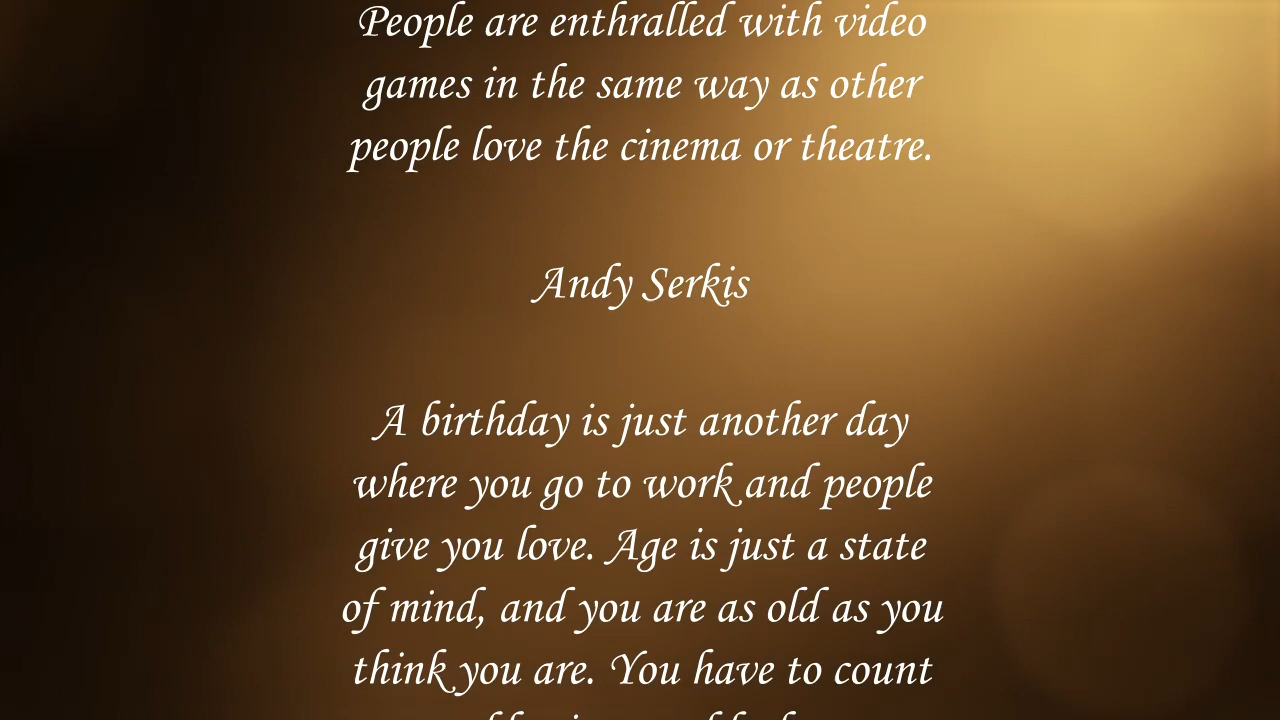 People are enthralled with video
games in the same way as other
people love the cinema or theatre.
Andy Serkis
A birthday is just another day
where you go to work and people
give you love. Age is just a state
of mind, and you are as old as you
think you are. You have to count